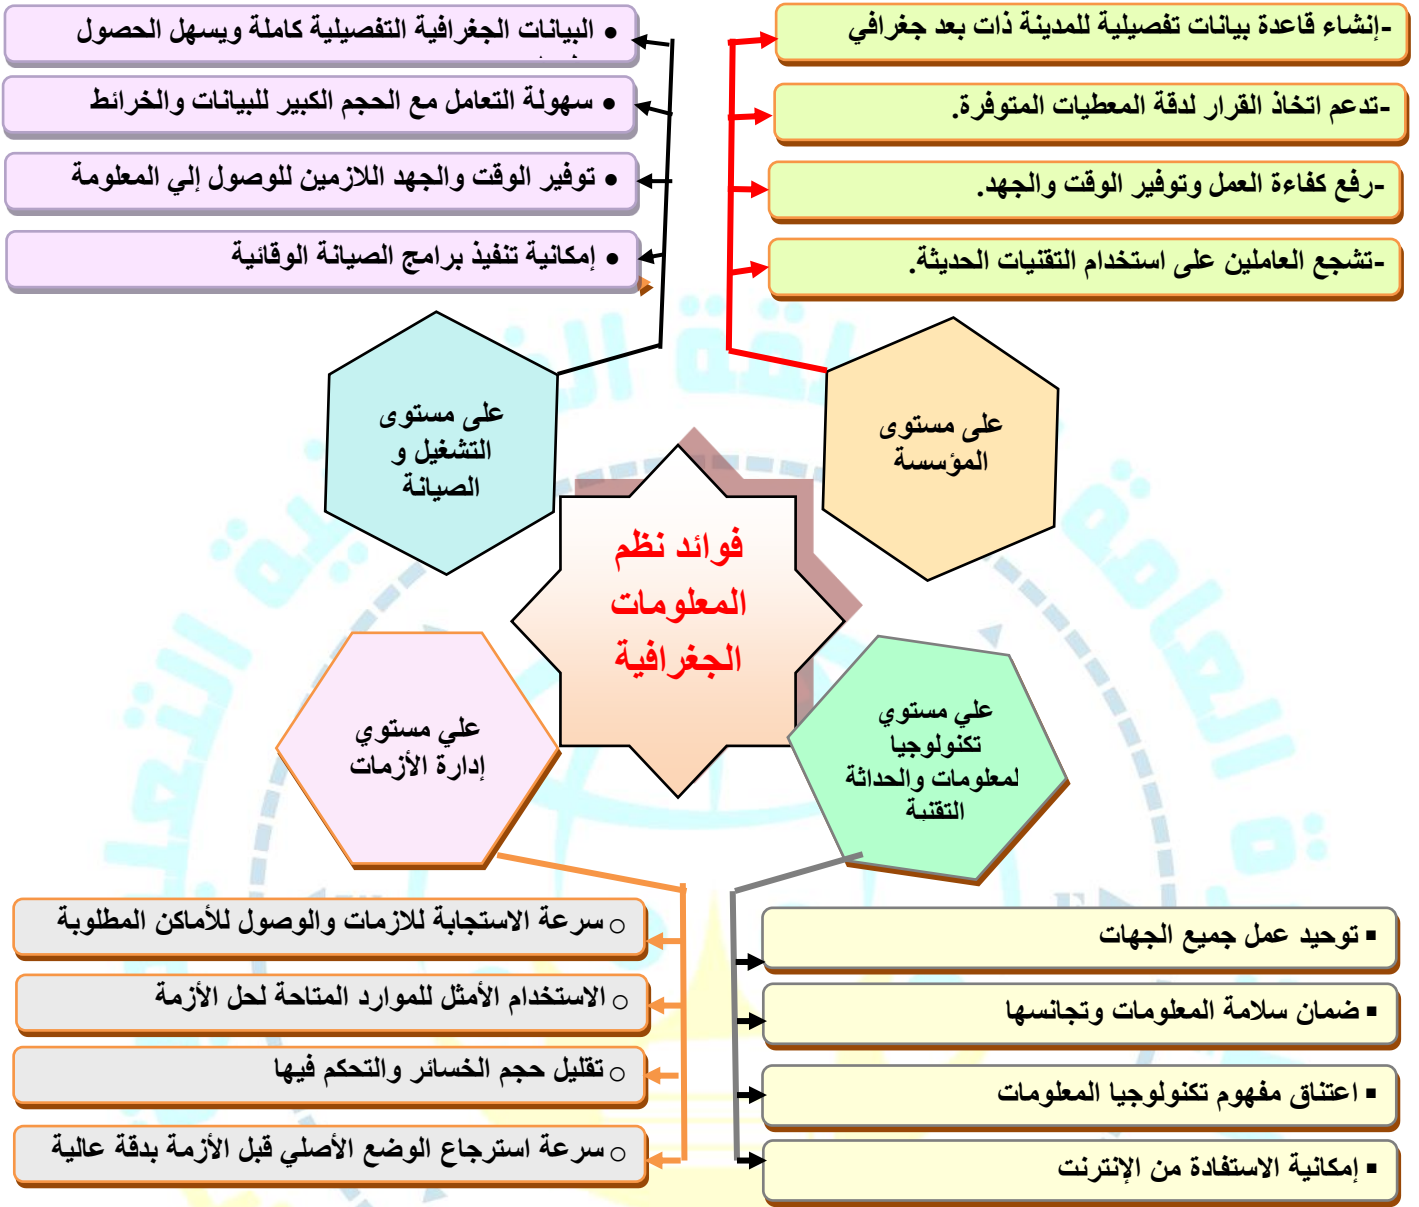 -إنشاء قاعدة بيانات تفصيلية للمدينة ذات بعد جغرافي
-تدعم اتخاذ القرار لدقة المعطيات المتوفرة.
-رفع كفاءة العمل وتوفير الوقت والجهد.
-تشجع العاملين على استخدام التقنيات الحديثة.
• البيانات الجغرافية التفصيلية كاملة ويسهل الحصول
• سهولة التعامل مع الحجم الكبير للبيانات والخرائط
• توفير الوقت والجهد اللازمين للوصول إلي المعلومة
• إمكانية تنفيذ برامج الصيانة الوقائية
على مستوى
المؤسسة
على مستوى
التشغيل و
الصيانة
فوائد نظم
المعلومات
الجغرافية
علي مستوي
تكنولوجيا
لمعلومات والحداثة
التقنية
علي مستوي
إدارة الأزمات
▪ توحيد عمل جميع الجهات
▪ ضمان سلامة المعلومات وتجانسها
▪ اعتناق مفهوم تكنولوجيا المعلومات
▪ إمكانية الاستفادة من الإنترنت
○ سرعة الاستجابة للازمات والوصول للأماكن المطلوبة
○ الاستخدام الأمثل للموارد المتاحة لحل الأزمة
○ تقليل حجم الخسائر والتحكم فيها
○ سرعة استرجاع الوضع الأصلي قبل الأزمة بدقة عالية